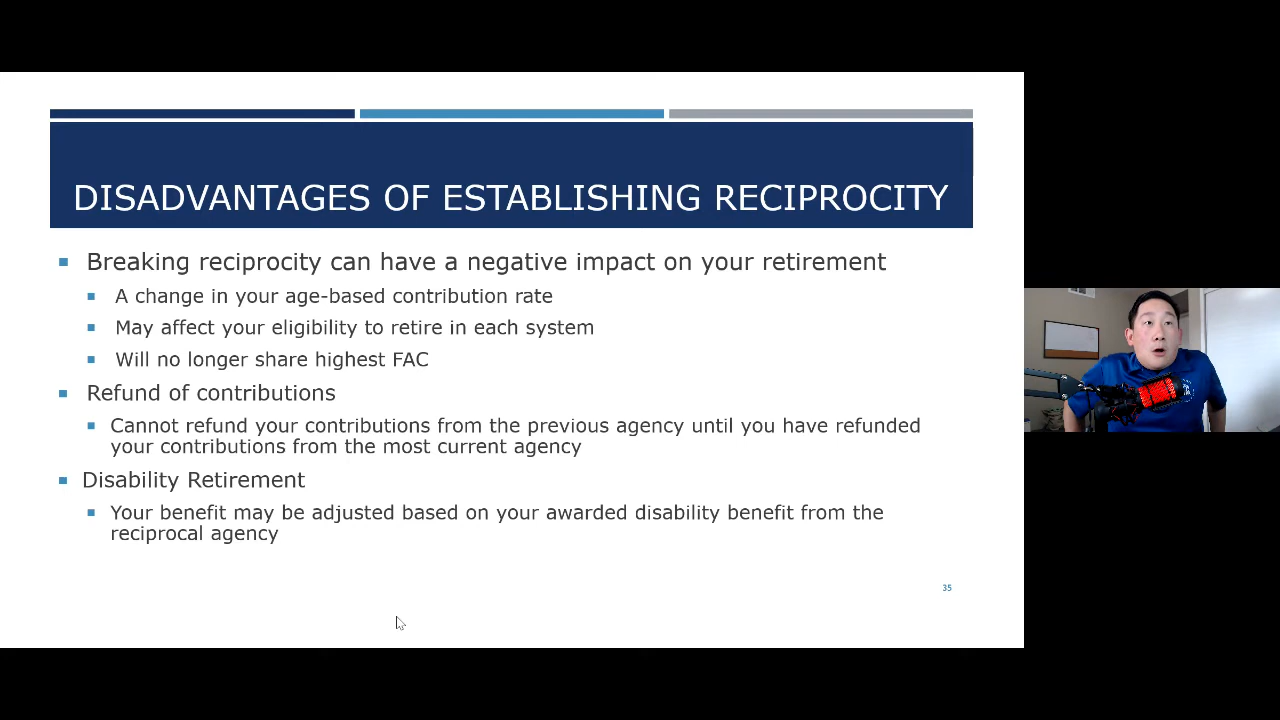 DISADVANTAGES OF ESTABLISHING RECIPROCITY
Breaking reciprocity can have a negative impact on your retirement
A change in your age-based contribution rate
May affect your eligibility to retire in each system
Will no longer share highest FAC
Refund of contributions
Cannot refund your contributions from the previous agency until you have refunded
your contributions from the most current agency
Disability Retirement
Your benefit may be adjusted based on your awarded disability benefit from the
reciprocal agency
35